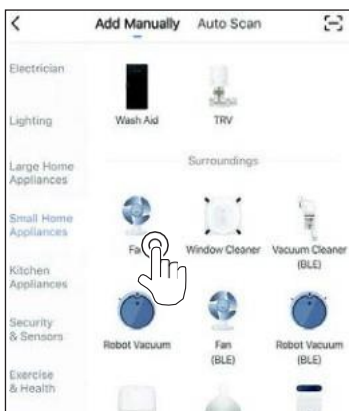 Add Manually Auto Scan
Electrician
Lighting
Large Home
Appliances
Small Home
Appliances
Kitchen
Appliances
Security
& Sensors
Exercise
& Health
Wash Aid TRV
Surroundings
Fa Window Cleaner Vacuum Cleaner
(BLE)
Robot Vacuum Fan Robot Vacuum
(BLE) (BLE)